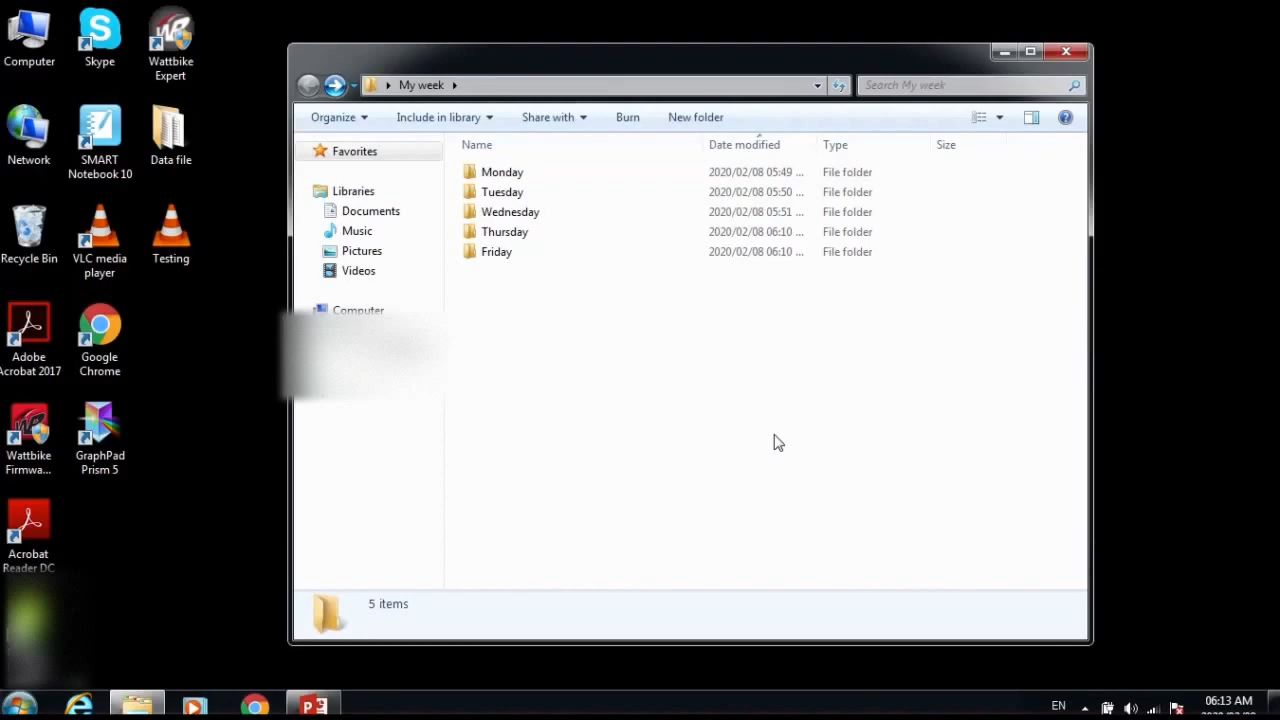 Computer
Skype
Wattbike
Expert
Network
SMART
Notebook 10
Data file
Recycle Bin
VLC media
player
Testing
Adobe
Acrobat 2017
Google
Chrome
Wattbike
Firmwa...
GraphPad
Prism 5
Acrobat
Reader DC
My week
Search My week
Organize
Include in library
Share with
Burn
New folder
Favorites
Libraries
Documents
Music
Pictures
Videos
Computer
Name Date modified Type Size
Monday 2020/02/08 05:49 ... File folder
Tuesday 2020/02/08 05:50 ... File folder
Wednesday 2020/02/08 05:51 ... File folder
Thursday 2020/02/08 06:10 ... File folder
Friday 2020/02/08 06:10 ... File folder
5 items
EN
06:13 AM